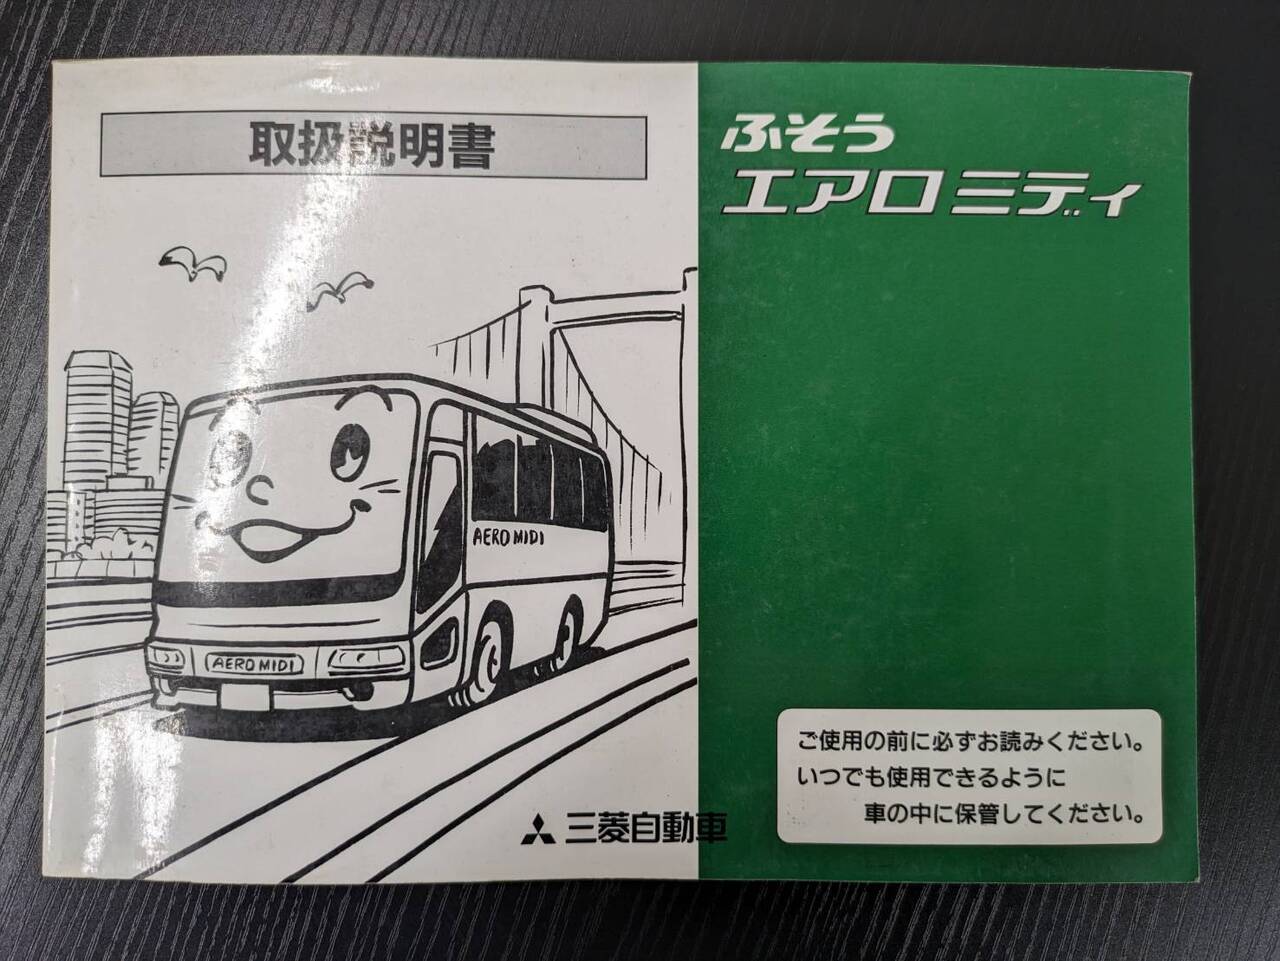 取扱説明書
ふそう
エアロミディ
AERO MIDI
AERO MIDI
ご使用の前に必ずお読みください。
いつでも使用できるように
車の中に保管してください。
三菱自動車